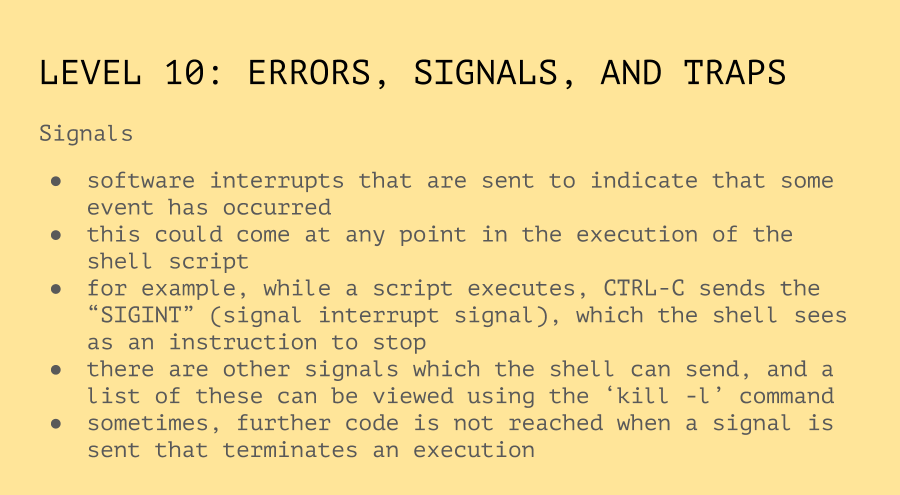 LEVEL 10: ERRORS, SIGNALS, AND TRAPS
Signals
● software interrupts that are sent to indicate that some
event has occurred
● this could come at any point in the execution of the
shell script
● for example, while a script executes, CTRL-C sends the
“SIGINT” (signal interrupt signal), which the shell sees
as an instruction to stop
● there are other signals which the shell can send, and a
list of these can be viewed using the ‘kill -l’ command
● sometimes, further code is not reached when a signal is
sent that terminates an execution